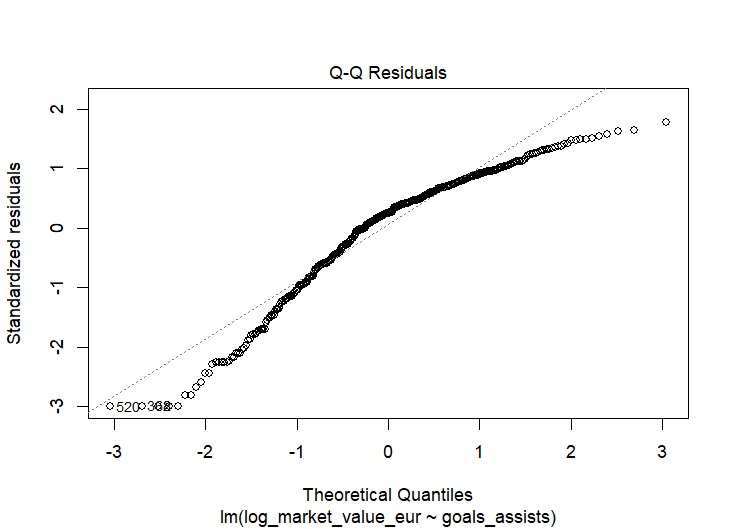 Q-Q Residuals
Standardized residuals
2
1
0
-1
-2
-3
520
-3 -2 -1 0 1 2 3
Theoretical Quantiles
lm(log_market_value_eur ~ goals_assists)